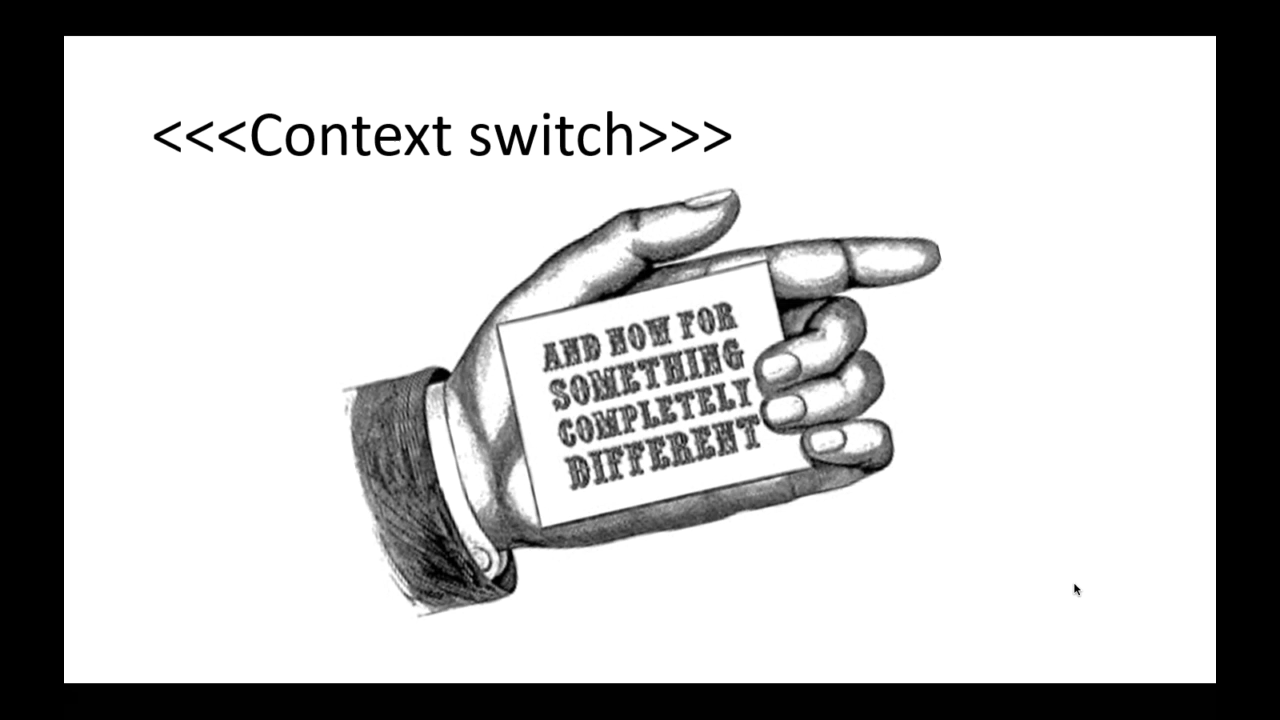 <<<Context switch>>>
AND NOW FOR
SOMETHING
COMPLETELY
DIFFERENT